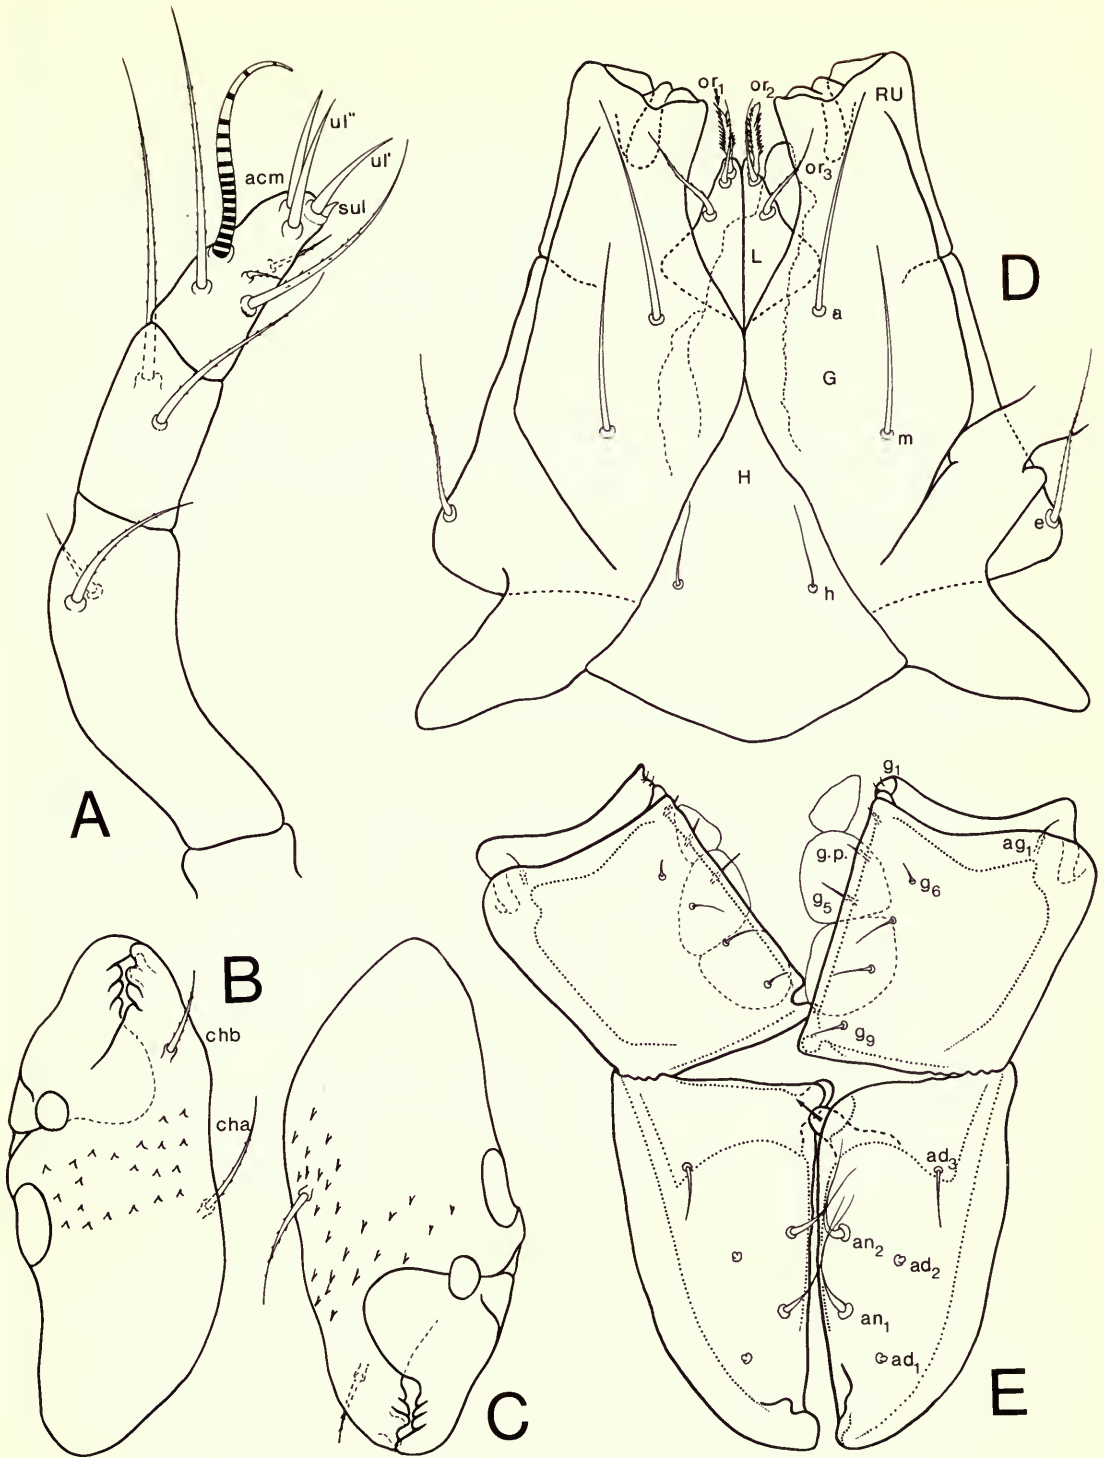 acm
ul"
ul'
sul
A
or₁
or₂
RU
or₃
L
a
G
m
H
e
h
D
B
chb
cha
C
g₁
g.p.
ag₁
g₅
g₆
g₉
ad₃
an₂
ad₂
an₁
ad₁
E